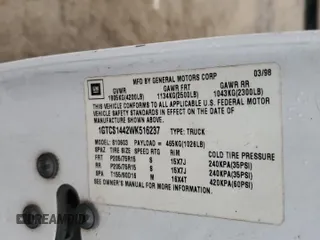 GM
MFD BY GENERAL MOTORS CORP 03/98
GVWR GAWR FRT GAWR RR
1905KG(4200LB) 1134KG(2500LB) 1043KG(2300LB)
THIS VEHICLE CONFORMS TO ALL APPLICABLE U.S. FEDERAL MOTOR
VEHICLE SAFETY STANDARDS IN EFFECT ON THE DATE OF
MANUFACTURE SHOWN ABOVE.
1GTCS1442WK516237 TYPE: TRUCK
MODEL: S10603 PAYLOAD = 465KG(1026LB)
TIRE SIZE SPEED RTG RIM COLD TIRE PRESSURE
FRT P205/75R15 S 15X7J 240KPA(35PSI)
RR P205/75R15 S 15X7J 240KPA(35PSI)
SPA T155/90D16 M 16X4T 420KPA(60PSI)
SEE OWNER'S MANUAL FOR MORE INFORMATION.